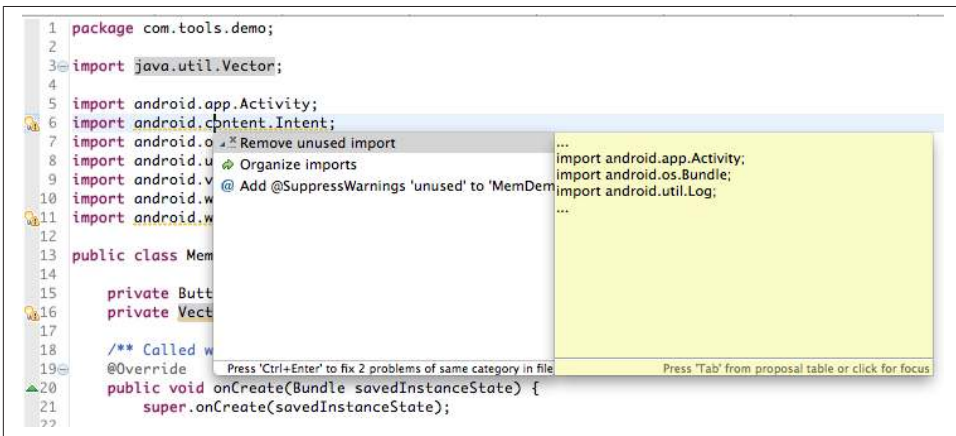 1 package com.tools.demo;
2
3 import java.util.Vector;
4
5 import android.app.Activity;
6 import android.content.Intent;
7 import android.o
8 import android.u
9 import android.v
10 import android.w
11 import android.w
12
13 public class Mem
14
15 private Butt
16 private Vect
17
18 /** Called w
19 @Override
20 public void onCreate(Bundle savedInstanceState) {
21 super.onCreate(savedInstanceState);
22
Remove unused import
Organize imports
@ Add @SuppressWarnings 'unused' to 'MemDem
Press 'Ctrl+Enter' to fix 2 problems of same category in file
...
import android.app.Activity;
import android.os.Bundle;
import android.util.Log;
...
Press 'Tab' from proposal table or click for focus